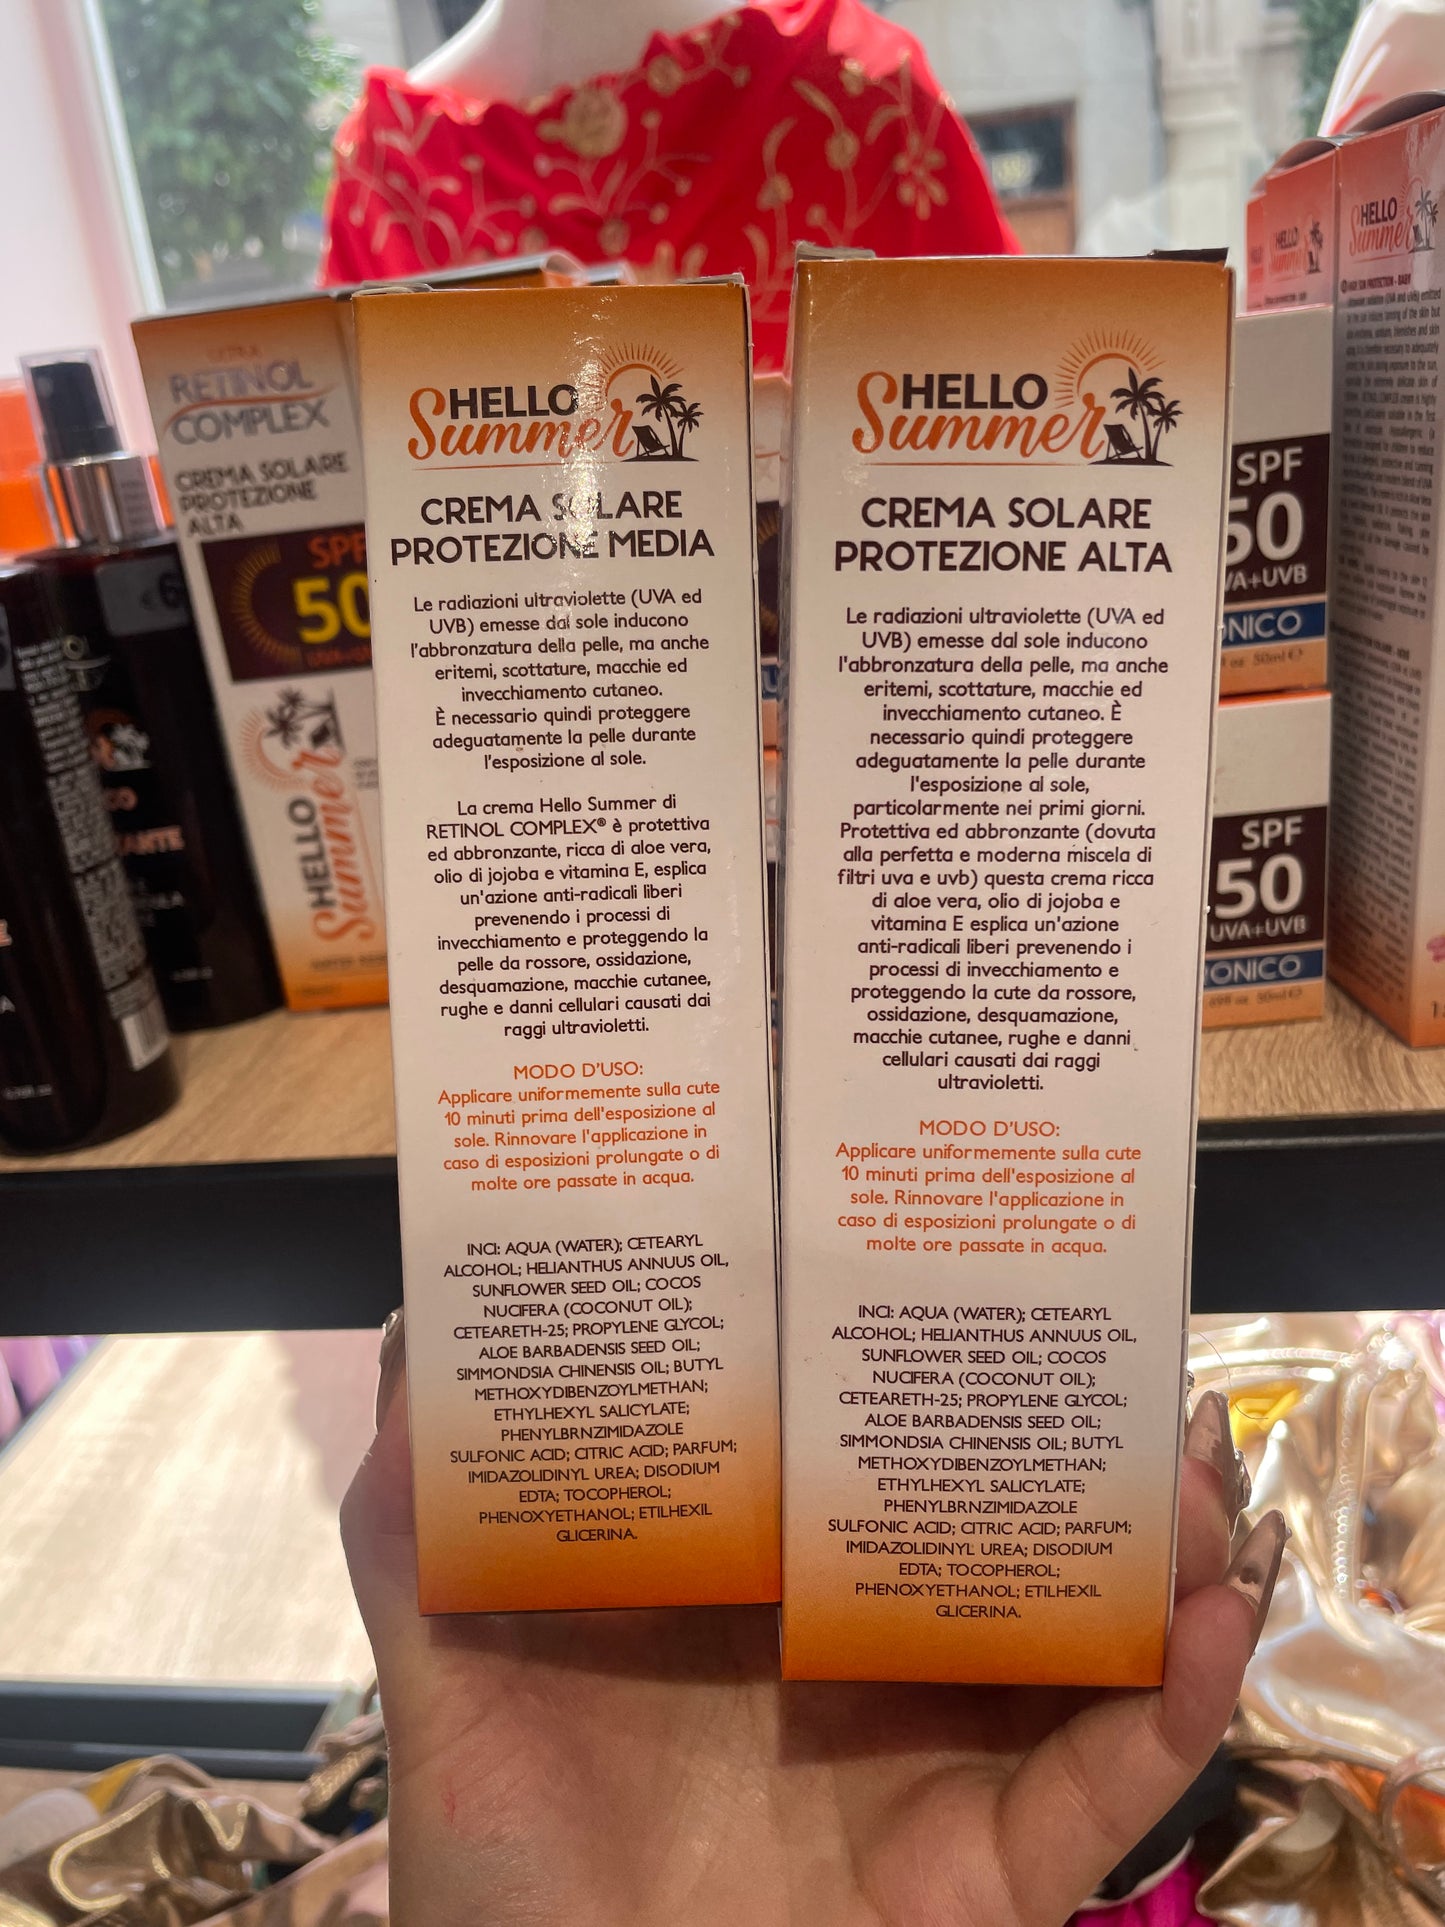 HELLO
Summer
CREMA SOLARE
PROTEZIONE MEDIA
Le radiazioni ultraviolette (UVA ed
UVB) emesse dal sole inducono
l'abbronzatura della pelle, ma anche
eritemi, scottature, macchie ed
invecchiamento cutaneo.
È necessario quindi proteggere
adeguatamente la pelle durante
l'esposizione al sole.
La crema Hello Summer di
RETINOL COMPLEX® è protettiva
ed abbronzante, ricca di aloe vera,
olio di jojoba e vitamina E, esplica
un'azione anti-radicali liberi
prevenendo i processi di
invecchiamento e proteggendo la
pelle da rossore, ossidazione,
desquamazione, macchie cutanee,
rughe e danni cellulari causati dai
raggi ultravioletti.
MODO D'USO:
Applicare uniformemente sulla cute
10 minuti prima dell'esposizione al
sole. Rinnovare l'applicazione in
caso di esposizioni prolungate o di
molte ore passate in acqua.
INCI: AQUA (WATER); CETEARYL
ALCOHOL; HELIANTHUS ANNUUS OIL,
SUNFLOWER SEED OIL; COCOS
NUCIFERA (COCONUT OIL);
CETEARETH-25; PROPYLENE GLYCOL;
ALOE BARBADENSIS SEED OIL;
SIMMONDSIA CHINENSIS OIL; BUTYL
METHOXYDIBENZOYLMETHAN;
ETHYLHEXYL SALICYLATE;
PHENYLBRNZIMIDAZOLE
SULFONIC ACID; CITRIC ACID; PARFUM;
IMIDAZOLIDINYL UREA; DISODIUM
EDTA; TOCOPHEROL;
PHENOXYETHANOL; ETILHEXIL
GLICERINA.
HELLO
Summer
CREMA SOLARE
PROTEZIONE ALTA
Le radiazioni ultraviolette (UVA ed
UVB) emesse dal sole inducono
l'abbronzatura della pelle, ma anche
eritemi, scottature, macchie ed
invecchiamento cutaneo. È
necessario quindi proteggere
adeguatamente la pelle durante
l'esposizione al sole,
particolarmente nei primi giorni.
Protettiva ed abbronzante (dovuta
alla perfetta e moderna miscela di
filtri uva e uvb) questa crema ricca
di aloe vera, olio di jojoba e
vitamina E esplica un'azione
anti-radicali liberi prevenendo i
processi di invecchiamento e
proteggendo la cute da rossore,
ossidazione, desquamazione,
macchie cutanee, rughe e danni
cellulari causati dai raggi
ultravioletti.
MODO D'USO:
Applicare uniformemente sulla cute
10 minuti prima dell'esposizione al
sole. Rinnovare l'applicazione in
caso di esposizioni prolungate o di
molte ore passate in acqua.
INCI: AQUA (WATER); CETEARYL
ALCOHOL; HELIANTHUS ANNUUS OIL,
SUNFLOWER SEED OIL; COCOS
NUCIFERA (COCONUT OIL);
CETEARETH-25; PROPYLENE GLYCOL;
ALOE BARBADENSIS SEED OIL;
SIMMONDSIA CHINENSIS OIL; BUTYL
METHOXYDIBENZOYLMETHAN;
ETHYLHEXYL SALICYLATE;
PHENYLBRNZIMIDAZOLE
SULFONIC ACID; CITRIC ACID; PARFUM;
IMIDAZOLIDINYL UREA; DISODIUM
EDTA; TOCOPHEROL;
PHENOXYETHANOL; ETILHEXIL
GLICERINA.
RETINOL
COMPLEX
CREMA SOLARE
PROTEZIONE
ALTA
SPF
50
HELLO
Summer
SPF
50
UVA+UVB
50ml
SPF
50
UVA+UVB
50ml
HELLO
Summer
HELLO
Summer